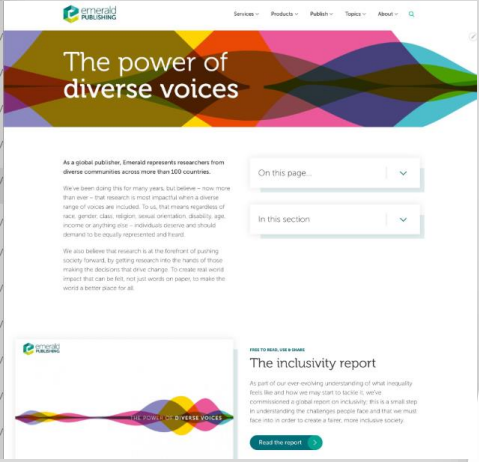 emerald
PUBLISHING
Services
Products
Publish
Topics
About
The power of
diverse voices
As a global publisher, Emerald represents researchers from
diverse communities across more than 100 countries.
We've been doing this for many years, but believe – now more
than ever – that research is most impactful when a diverse
range of voices are included. To us, that means regardless of
race, gender, class, religion, sexual orientation, disability, age,
income or anything else – individuals deserve and should
demand to be equally represented and heard.
We also believe that research is at the forefront of pushing
society forward, by getting research into the hands of those
making the decisions that drive change. To create real world
impact that can be felt, not just words on paper, to make the
world a better place for all.
On this page...
In this section
emerald
PUBLISHING
THE POWER OF DIVERSE VOICES
FREE TO READ, USE & SHARE
The inclusivity report
As part of our ever evolving understanding of what inequality
feels like and how we may start to tackle it, we've
commissioned a global report on inclusivity; this is a small step
in understanding the challenges people face and that we must
face into in order to create a fairer, more inclusive society.
Read the report